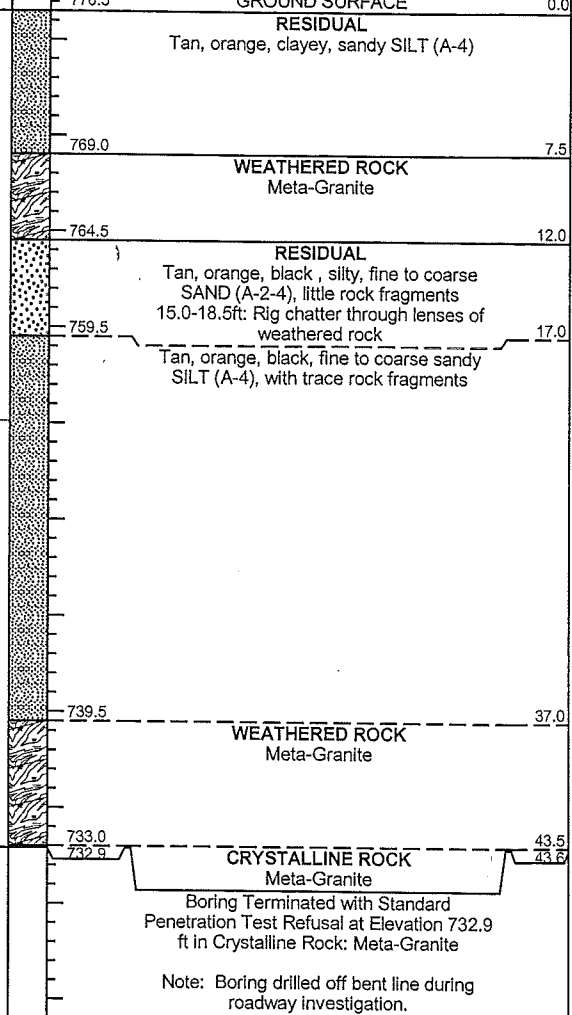 776.5 GROUND SURFACE 0.0
RESIDUAL
Tan, orange, clayey, sandy SILT (A-4)
769.0 7.5
WEATHERED ROCK
Meta-Granite
764.5 12.0
RESIDUAL
Tan, orange, black , silty, fine to coarse
SAND (A-2-4), little rock fragments
15.0-18.5ft: Rig chatter through lenses of
759.5 weathered rock 17.0
Tan, orange, black, fine to coarse sandy
SILT (A-4), with trace rock fragments
739.5 37.0
WEATHERED ROCK
Meta-Granite
733.0 43.5
732.9 CRYSTALLINE ROCK 43.6
Meta-Granite
Boring Terminated with Standard
Penetration Test Refusal at Elevation 732.9
ft in Crystalline Rock: Meta-Granite
Note: Boring drilled off bent line during
roadway investigation.